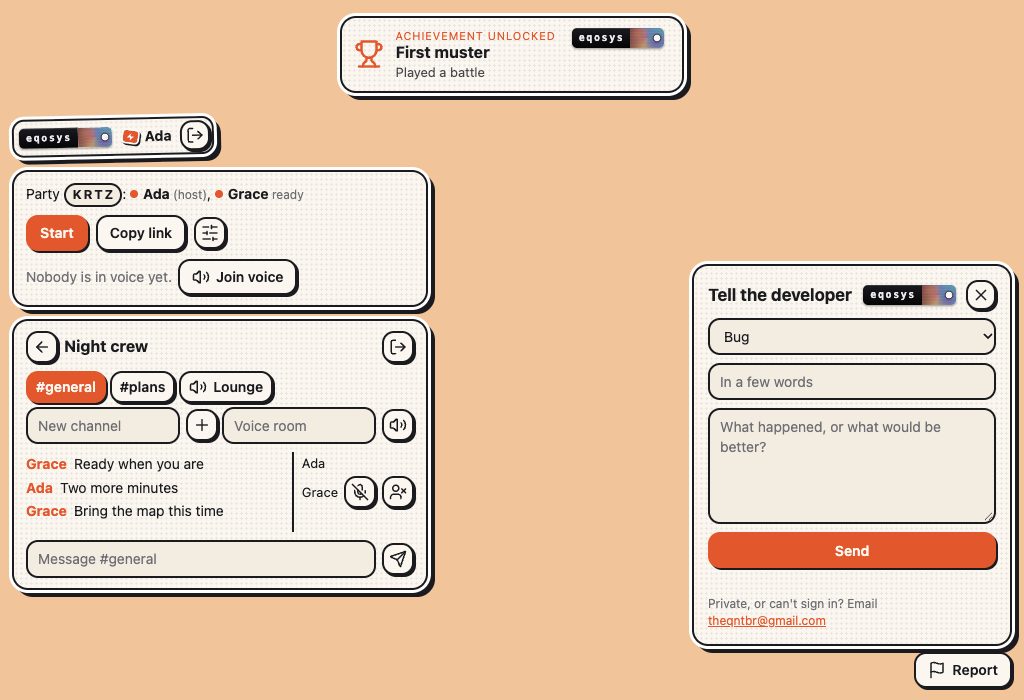 ACHIEVEMENT UNLOCKED eqosys
First muster
Played a battle
eqosys Ada
Party KRTZ: Ada (host), Grace ready
Start Copy link
Nobody is in voice yet. Join voice
Night crew
#general #plans Lounge
New channel Voice room
Grace Ready when you are
Ada Two more minutes
Grace Bring the map this time
Ada
Grace
Message #general
Tell the developer eqosys
Bug
In a few words
What happened, or what would be
better?
Send
Private, or can't sign in? Email
theqntbr@gmail.com
Report